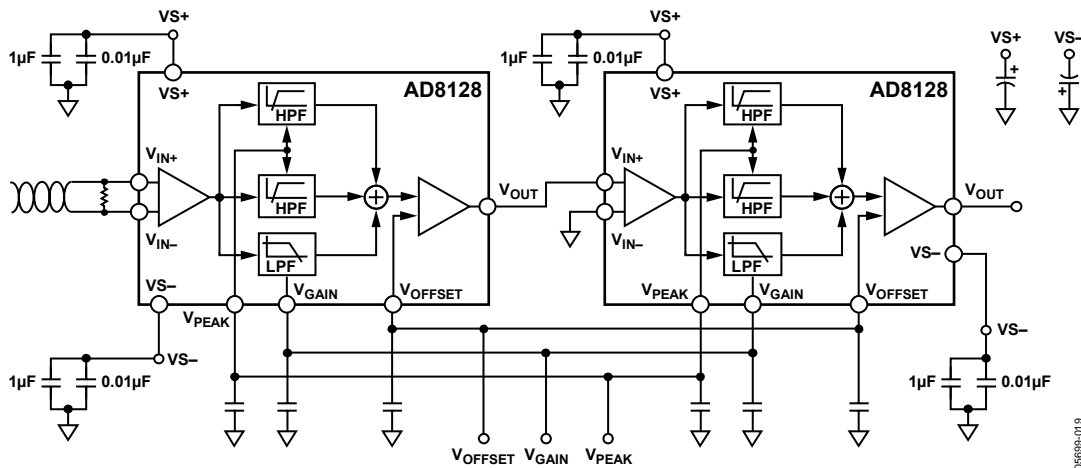 VS+
VS+
1µF
0.01µF
1µF
0.01µF
VS+
VS–
+
+
VS+
AD8128
VS+
AD8128
HPF
HPF
VIN+
VIN+
VOUT
VOUT
HPF
HPF
VIN–
VIN–
LPF
LPF
VS–
VS–
VPEAK
VGAIN
VOFFSET
VPEAK
VGAIN
VOFFSET
VS–
VS–
1µF
0.01µF
1µF
0.01µF
VOFFSET
VGAIN
VPEAK
05699-019